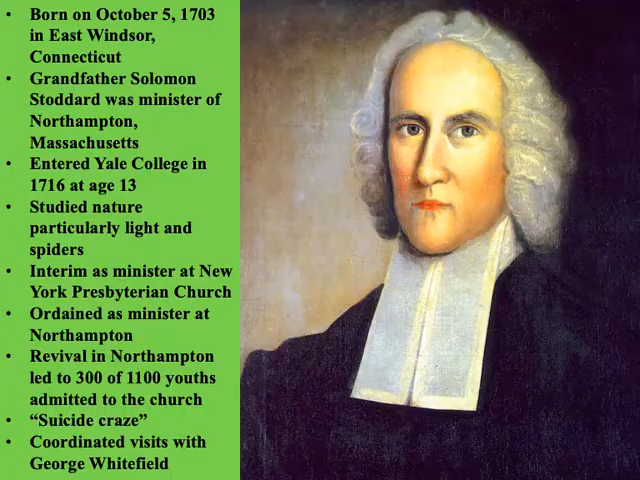 • Born on October 5, 1703
in East Windsor,
Connecticut
• Grandfather Solomon
Stoddard was minister of
Northampton,
Massachusetts
• Entered Yale College in
1716 at age 13
• Studied nature
particularly light and
spiders
• Interim as minister at New
York Presbyterian Church
• Ordained as minister at
Northampton
• Revival in Northampton
led to 300 of 1100 youths
admitted to the church
• “Suicide craze”
• Coordinated visits with
George Whitefield